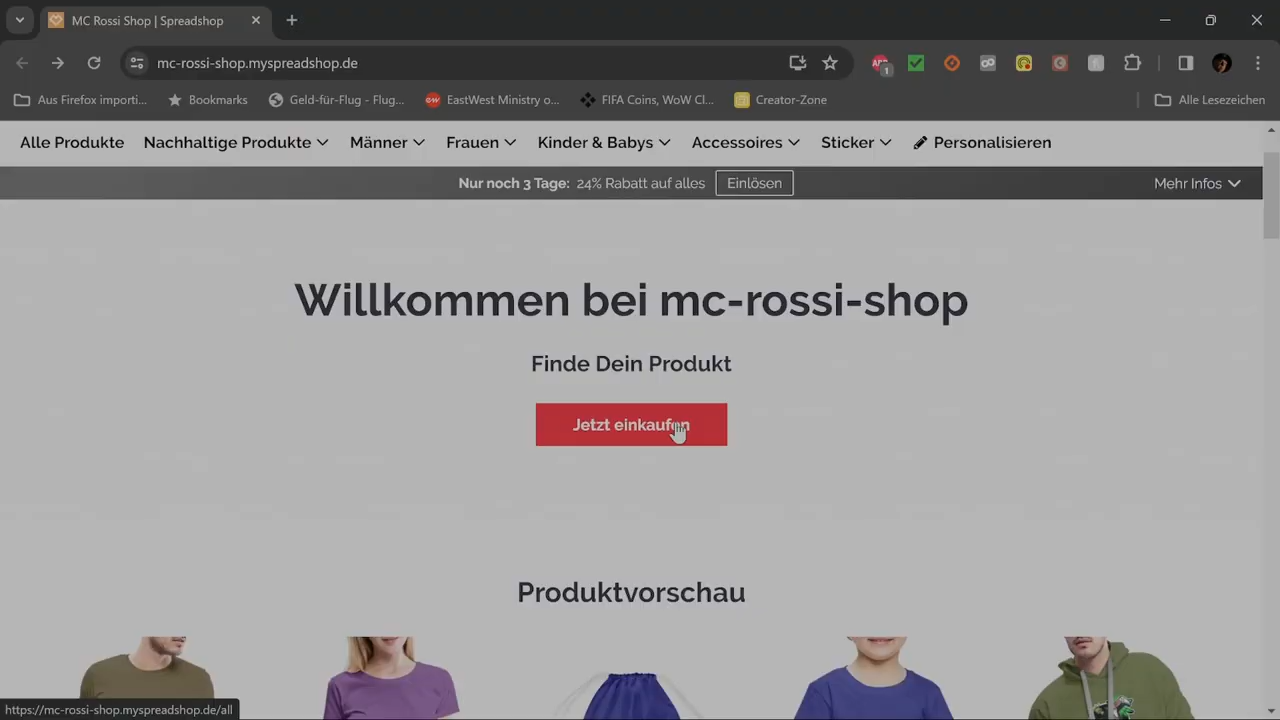 MC Rossi Shop | Spreadshop
mc-rossi-shop.myspreadshop.de
1
Aus Firefox importi...
Bookmarks
Geld-für-Flug - Flug...
EastWest Ministry o...
FIFA Coins, WoW Cl...
Creator-Zone
Alle Lesezeichen
Alle Produkte
Nachhaltige Produkte
Männer
Frauen
Kinder & Babys
Accessoires
Sticker
Personalisieren
Nur noch 3 Tage: 24% Rabatt auf alles
Einlösen
Mehr Infos
Willkommen bei mc-rossi-shop
Finde Dein Produkt
Jetzt einkaufen
Produktvorschau
https://mc-rossi-shop.myspreadshop.de/all